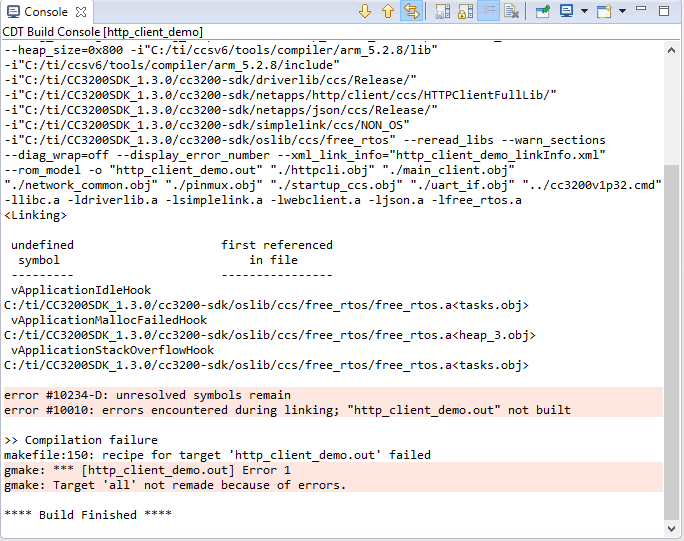 Console
CDT Build Console [http_client_demo]
--heap_size=0x800 -i"C:/ti/ccsv6/tools/compiler/arm_5.2.8/lib"
-i"C:/ti/ccsv6/tools/compiler/arm_5.2.8/include"
-i"C:/ti/CC3200SDK_1.3.0/cc3200-sdk/driverlib/ccs/Release/"
-i"C:/ti/CC3200SDK_1.3.0/cc3200-sdk/netapps/http/client/ccs/HTTPClientFullLib/"
-i"C:/ti/CC3200SDK_1.3.0/cc3200-sdk/netapps/json/ccs/Release/"
-i"C:/ti/CC3200SDK_1.3.0/cc3200-sdk/simplelink/ccs/NON_OS"
-i"C:/ti/CC3200SDK_1.3.0/cc3200-sdk/oslib/ccs/free_rtos" --reread_libs --warn_sections
--diag_wrap=off --display_error_number --xml_link_info="http_client_demo_linkInfo.xml"
--rom_model -o "http_client_demo.out" "./httpcli.obj" "./main_client.obj"
"./network_common.obj" "./pinmux.obj" "./startup_ccs.obj" "./uart_if.obj" "../cc3200v1p32.cmd"
-llibc.a -ldriverlib.a -lsimplelink.a -lwebclient.a -ljson.a -lfree_rtos.a
<Linking>
undefined first referenced
symbol in file
--------- ----------------
vApplicationIdleHook
C:/ti/CC3200SDK_1.3.0/cc3200-sdk/oslib/ccs/free_rtos/free_rtos.a<tasks.obj>
vApplicationMallocFailedHook
C:/ti/CC3200SDK_1.3.0/cc3200-sdk/oslib/ccs/free_rtos/free_rtos.a<heap_3.obj>
vApplicationStackOverflowHook
C:/ti/CC3200SDK_1.3.0/cc3200-sdk/oslib/ccs/free_rtos/free_rtos.a<tasks.obj>
error #10234-D: unresolved symbols remain
error #10010: errors encountered during linking; "http_client_demo.out" not built
>> Compilation failure
makefile:150: recipe for target 'http_client_demo.out' failed
gmake: *** [http_client_demo.out] Error 1
gmake: Target 'all' not remade because of errors.
**** Build Finished ****